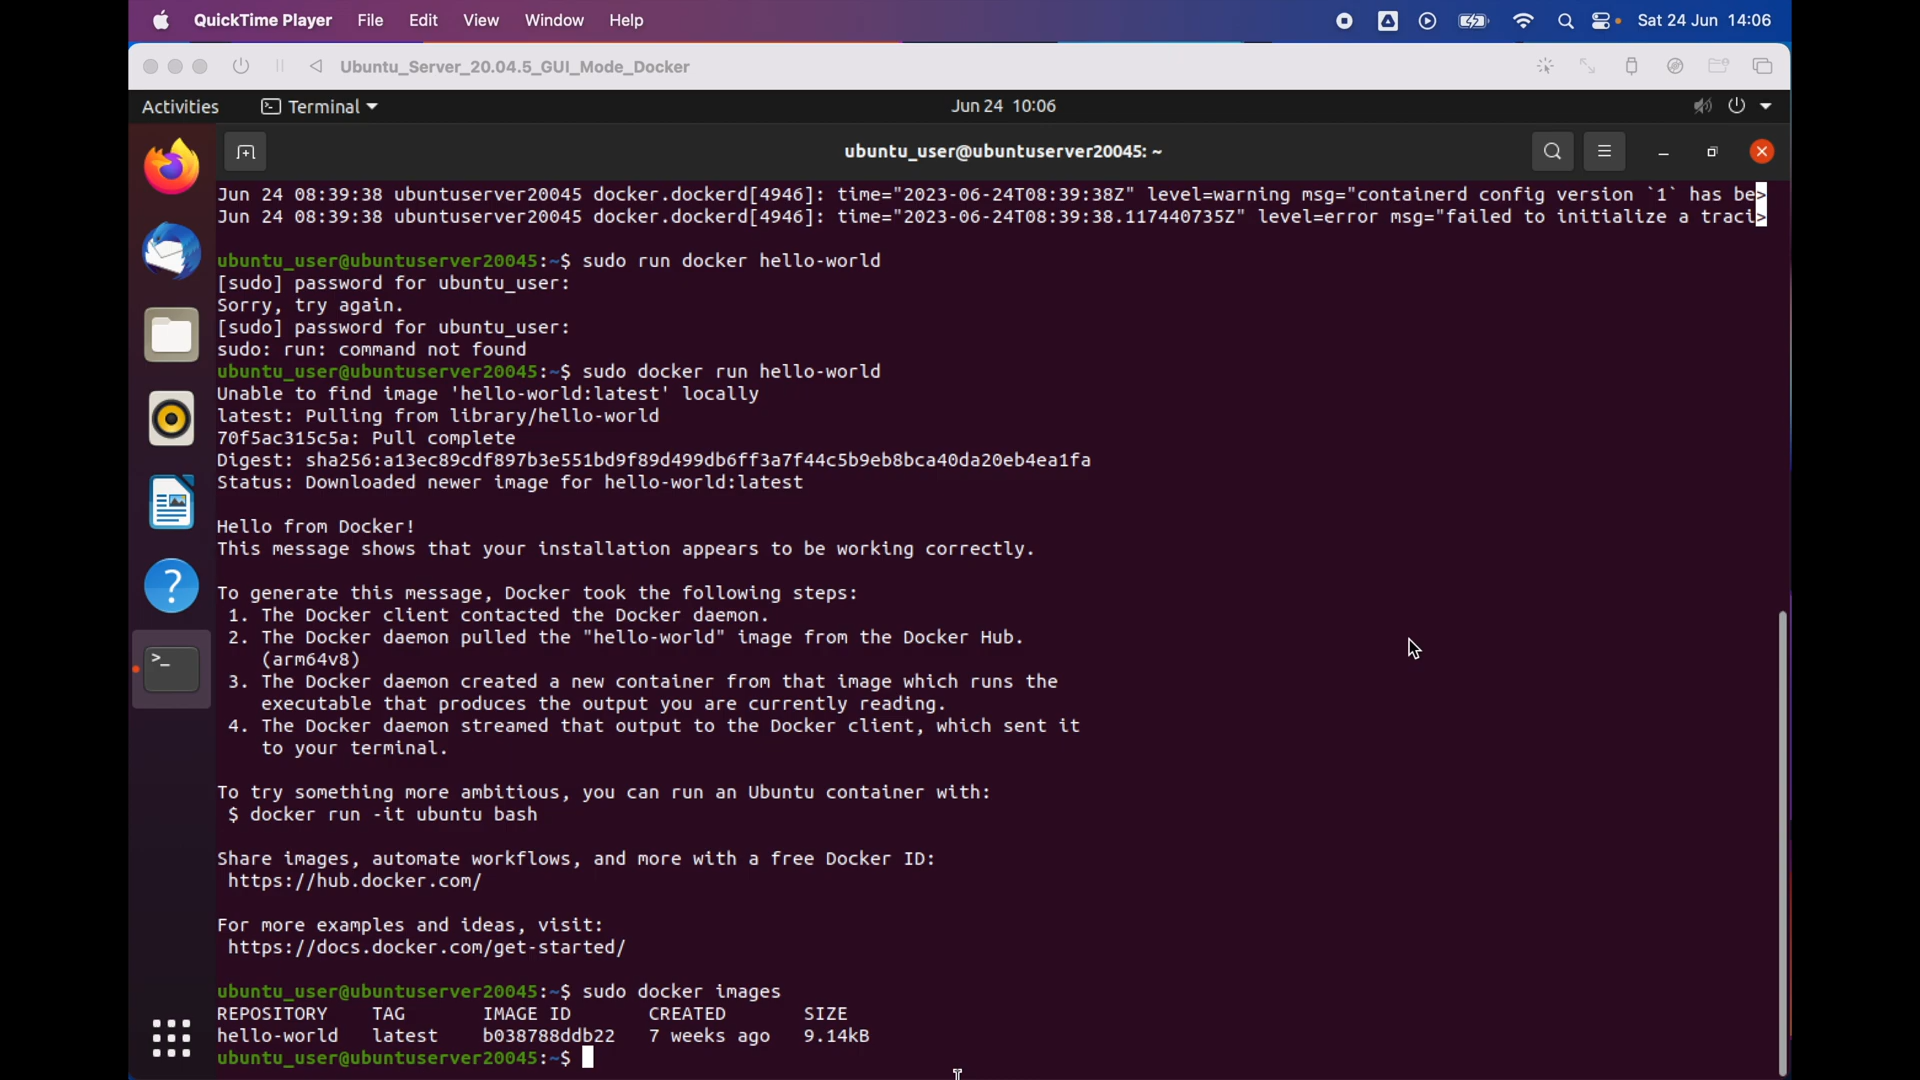 QuickTime Player File Edit View Window Help Sat 24 Jun 14:06
Ubuntu_Server_20.04.5_GUI_Mode_Docker
Activities Terminal Jun 24 10:06
ubuntu_user@ubuntuserver20045: ~
Jun 24 08:39:38 ubuntuserver20045 docker.dockerd[4946]: time="2023-06-24T08:39:38Z" level=warning msg="containerd config version `1` has be>
Jun 24 08:39:38 ubuntuserver20045 docker.dockerd[4946]: time="2023-06-24T08:39:38.117440735Z" level=error msg="failed to initialize a traci>
ubuntu_user@ubuntuserver20045:~$ sudo run docker hello-world
[sudo] password for ubuntu_user:
Sorry, try again.
[sudo] password for ubuntu_user:
sudo: run: command not found
ubuntu_user@ubuntuserver20045:~$ sudo docker run hello-world
Unable to find image 'hello-world:latest' locally
latest: Pulling from library/hello-world
70f5ac315c5a: Pull complete
Digest: sha256:a13ec89cdf897b3e551bd9f89d499db6ff3a7f44c5b9eb8bca40da20eb4ea1fa
Status: Downloaded newer image for hello-world:latest
Hello from Docker!
This message shows that your installation appears to be working correctly.
To generate this message, Docker took the following steps:
1. The Docker client contacted the Docker daemon.
2. The Docker daemon pulled the "hello-world" image from the Docker Hub.
(arm64v8)
3. The Docker daemon created a new container from that image which runs the
executable that produces the output you are currently reading.
4. The Docker daemon streamed that output to the Docker client, which sent it
to your terminal.
To try something more ambitious, you can run an Ubuntu container with:
$ docker run -it ubuntu bash
Share images, automate workflows, and more with a free Docker ID:
https://hub.docker.com/
For more examples and ideas, visit:
https://docs.docker.com/get-started/
ubuntu_user@ubuntuserver20045:~$ sudo docker images
REPOSITORY TAG IMAGE ID CREATED SIZE
hello-world latest b038788ddb22 7 weeks ago 9.14kB
ubuntu_user@ubuntuserver20045:~$